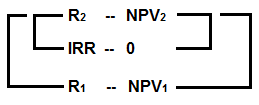 R₂ -- NPV₂
IRR -- 0
R₁ -- NPV₁